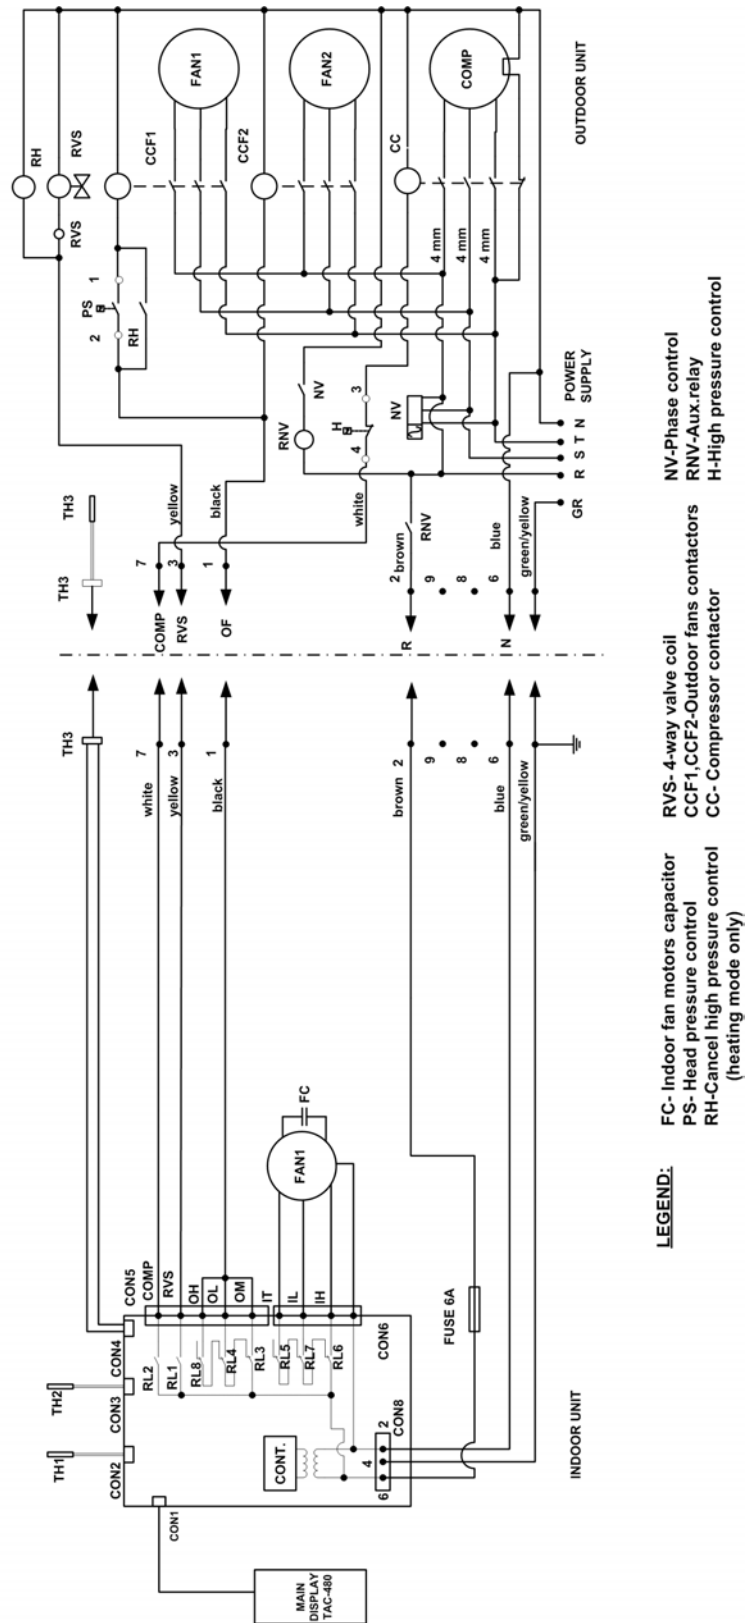 RH
RVS
RVS
CCF1
FAN1
CCF2
FAN2
CC
COMP
OUTDOOR UNIT
PS
1
2
RH
4 mm
4 mm
4 mm
NV
RNV
H
3
4
NV
POWER
SUPPLY
N
T
S
R
GR
TH3
TH3
yellow
black
white
brown
RNV
blue
green/yellow
7
3
1
2
9
8
6
COMP
RVS
OF
R
N
TH3
7
3
1
2
9
8
6
white
yellow
black
brown
blue
green/yellow
FC
FAN1
CON5
COMP
RVS
OH
OL
OM
IT
IL
IH
CON6
FUSE 6A
TH2
TH1
CON4
CON3
CON2
CON1
RL2
RL1
RL8
RL4
RL3
RL5
RL7
RL6
CONT.
CON8
2
4
6
INDOOR UNIT
MAIN
DISPLAY
TAC-480
LEGEND:
FC- Indoor fan motors capacitor
PS- Head pressure control
RH-Cancel high pressure control
(heating mode only)
RVS- 4-way valve coil
CCF1,CCF2-Outdoor fans contactors
CC- Compressor contactor
NV-Phase control
RNV-Aux.relay
H-High pressure control